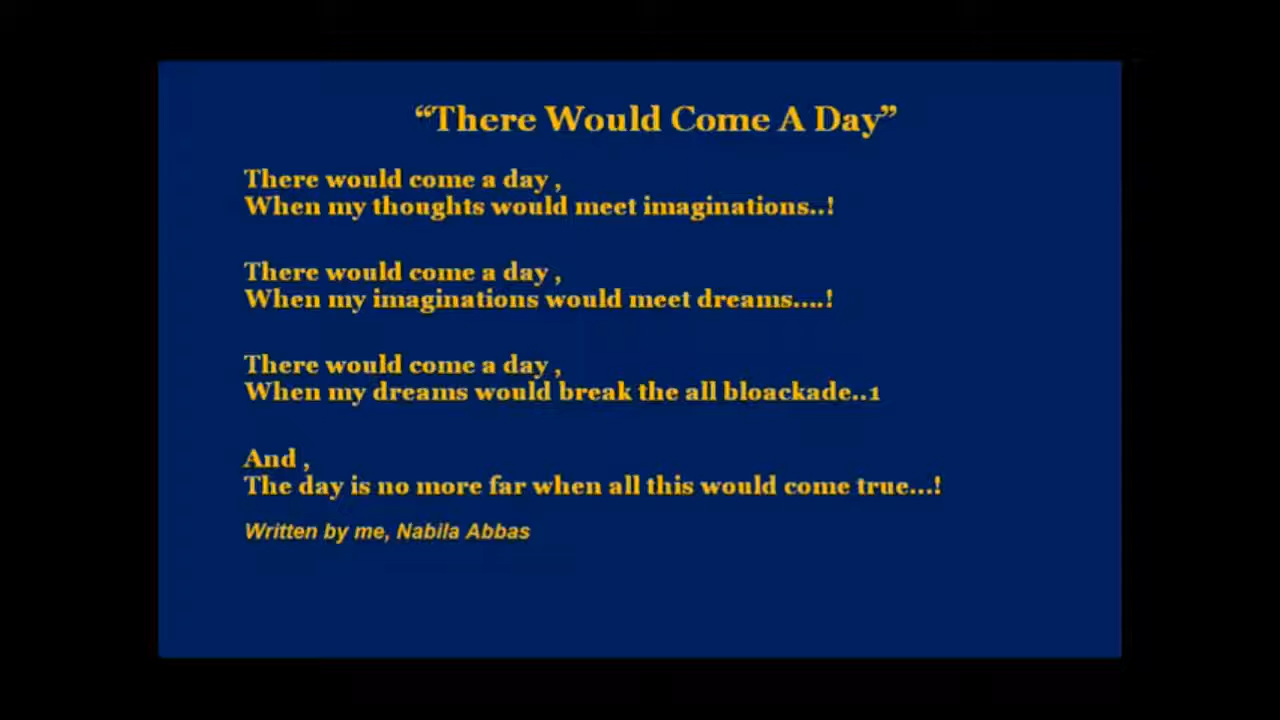 “There Would Come A Day”
There would come a day ,
When my thoughts would meet imaginations..!
There would come a day ,
When my imaginations would meet dreams....!
There would come a day ,
When my dreams would break the all bloackade..1
And ,
The day is no more far when all this would come true...!
Written by me, Nabila Abbas